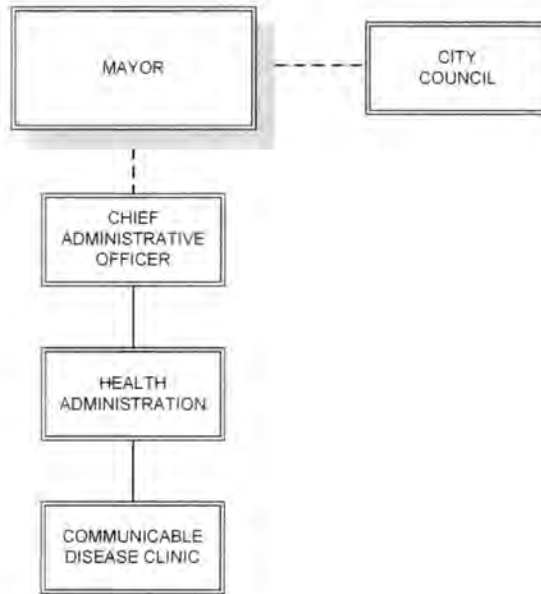 MAYOR
CITY
COUNCIL
CHIEF
ADMINISTRATIVE
OFFICER
HEALTH
ADMINISTRATION
COMMUNICABLE
DISEASE CLINIC